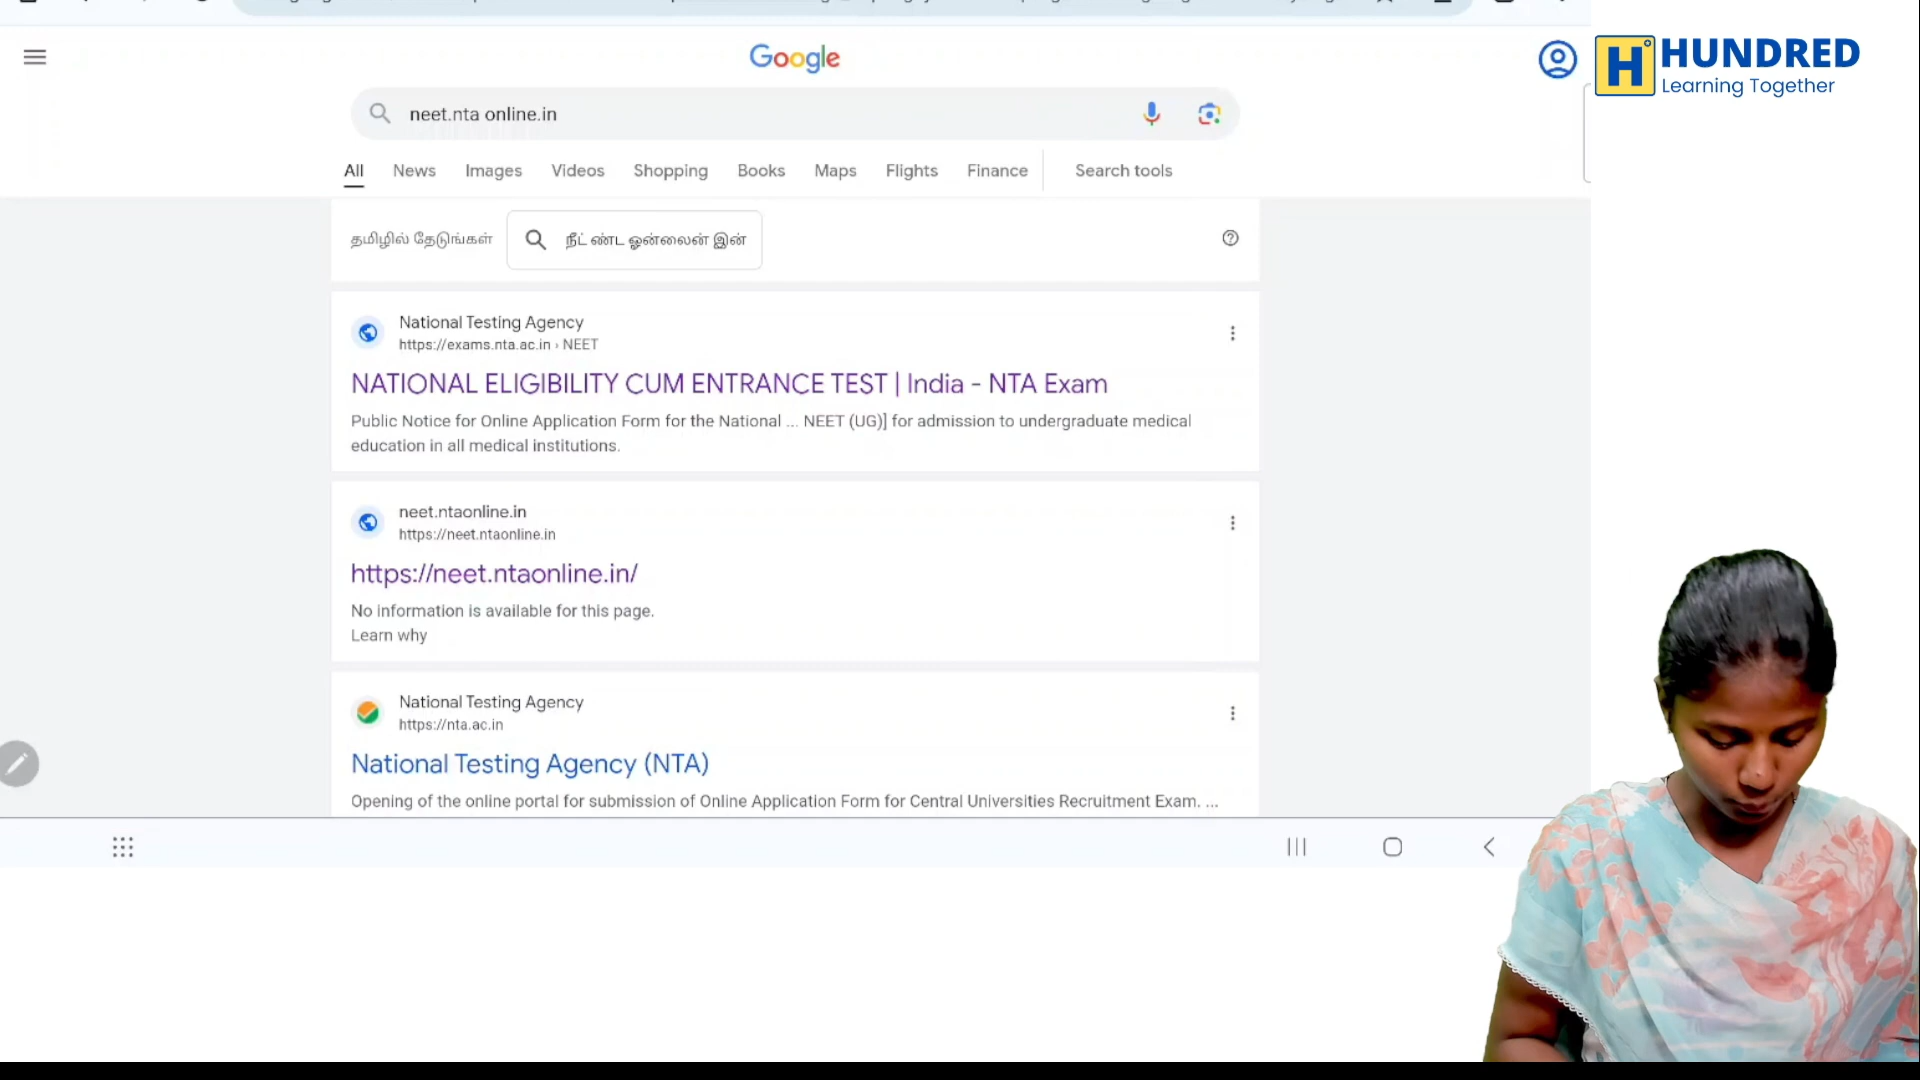 Google
H HUNDRED
Learning Together
neet.nta online.in
All News Images Videos Shopping Books Maps Flights Finance Search tools
தமிழில் தேடுங்கள் நீட் ண்ட ஓன்லைன் இன்
National Testing Agency
https://exams.nta.ac.in › NEET
NATIONAL ELIGIBILITY CUM ENTRANCE TEST | India - NTA Exam
Public Notice for Online Application Form for the National ... NEET (UG)] for admission to undergraduate medical
education in all medical institutions.
neet.ntaonline.in
https://neet.ntaonline.in
https://neet.ntaonline.in/
No information is available for this page.
Learn why
National Testing Agency
https://nta.ac.in
National Testing Agency (NTA)
Opening of the online portal for submission of Online Application Form for Central Universities Recruitment Exam. ...